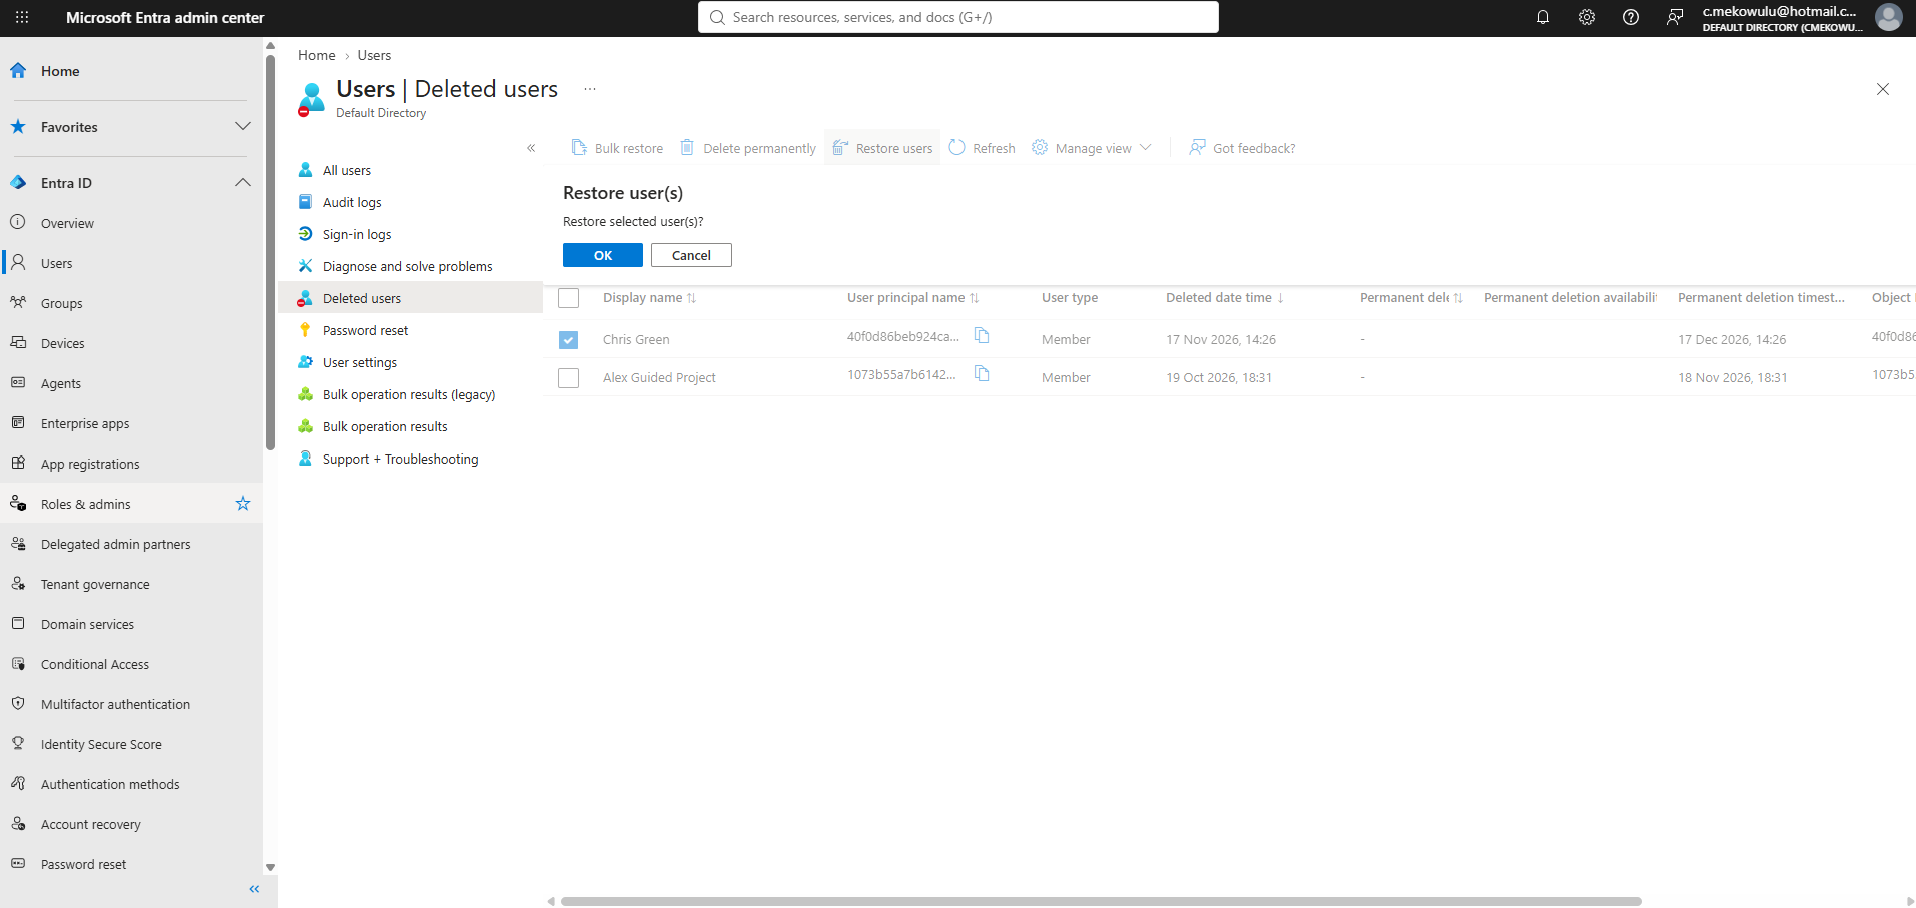 Microsoft Entra admin center
Search resources, services, and docs (G+/)
c.mekowulu@hotmail.c...
DEFAULT DIRECTORY (CMEKOWU...
Home
Favorites
Entra ID
Overview
Users
Groups
Devices
Agents
Enterprise apps
App registrations
Roles & admins
Delegated admin partners
Tenant governance
Domain services
Conditional Access
Multifactor authentication
Identity Secure Score
Authentication methods
Account recovery
Password reset
Home > Users
Users | Deleted users ...
Default Directory
All users
Audit logs
Sign-in logs
Diagnose and solve problems
Deleted users
Password reset
User settings
Bulk operation results (legacy)
Bulk operation results
Support + Troubleshooting
Bulk restore Delete permanently Restore users Refresh Manage view Got feedback?
Restore user(s)
Restore selected user(s)?
OK Cancel
Display name User principal name User type Deleted date time Permanent dele Permanent deletion availabili Permanent deletion timest... Object
Chris Green 40f0d86beb924ca... Member 17 Nov 2026, 14:26 - 17 Dec 2026, 14:26 40f0d86
Alex Guided Project 1073b55a7b6142... Member 19 Oct 2026, 18:31 - 18 Nov 2026, 18:31 1073b5